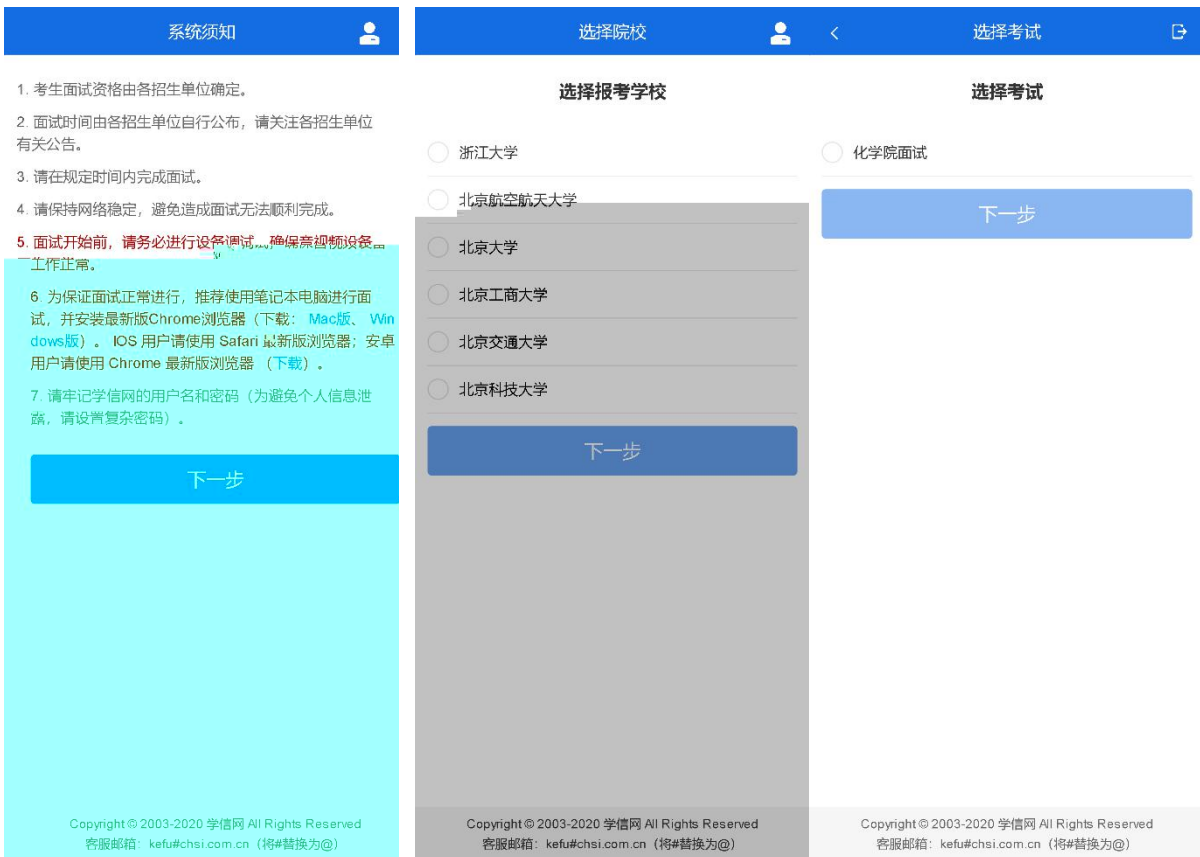 系统须知
1. 考生面试资格由各招生单位确定。
2. 面试时间由各招生单位自行公布，请关注各招生单位
有关公告。
3. 请在规定时间内完成面试。
4. 请保持网络稳定，避免造成面试无法顺利完成。
5. 面试开始前，请务必进行设备调试，确保音视频设备
工作正常。
6. 为保证面试正常进行，推荐使用笔记本电脑进行面
试，并安装最新版Chrome浏览器（下载： Mac版、 Win
dows版）。 IOS 用户请使用 Safari 最新版浏览器；安卓
用户请使用 Chrome 最新版浏览器 （下载）.
7. 请牢记学信网的用户名和密码（为避免个人信息泄
露，请设置复杂密码）.
下一步
Copyright © 2003-2020 学信网 All Rights Reserved
客服邮箱：kefu#chsi.com.cn（将#替换为@）
选择院校
选择报考学校
浙江大学
北京航空航天大学
北京大学
北京工商大学
北京交通大学
北京科技大学
下一步
Copyright © 2003-2020 学信网 All Rights Reserved
客服邮箱：kefu#chsi.com.cn（将#替换为@）
选择考试
选择考试
化学院面试
下一步
Copyright © 2003-2020 学信网 All Rights Reserved
客服邮箱：kefu#chsi.com.cn（将#替换为@）